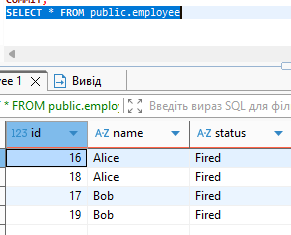 COMMIT;
SELECT * FROM public.employee
ee 1 Вивід
* FROM public.emplo Введіть вираз SQL для філ
123 id A-Z name A-Z status
16 Alice Fired
18 Alice Fired
17 Bob Fired
19 Bob Fired